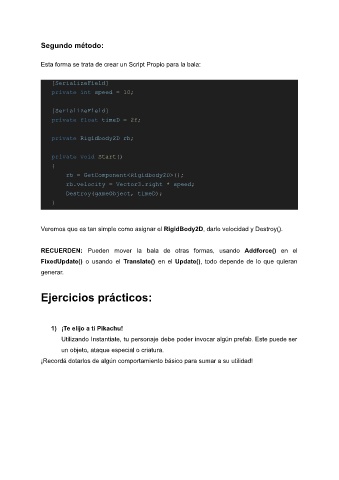 Segundo método:
Esta forma se trata de crear un Script Propio para la bala:
[SerializeField]
private int speed = 10;
[SerializeField]
private float timeD = 2f;
private Rigidbody2D rb;
private void Start()
{
rb = GetComponent<Rigidbody2D>();
rb.velocity = Vector2.right * speed;
Destroy(gameObject, timeD);
}
Veremos que es tan simple como asignar el RigidBody2D, darle velocidad y Destroy().
RECUERDEN: Pueden mover la bala de otras formas, usando Addforce() en el
FixedUpdate() o usando el Translate() en el Update(), todo depende de lo que quieran
generar.
Ejercicios prácticos:
1) ¡Te elijo a ti Pikachu!
Utilizando Instantiate, tu personaje debe poder invocar algún prefab. Este puede ser
un objeto, ataque especial o criatura.
¡Recordá dotarlos de algún comportamiento básico para sumar a su utilidad!